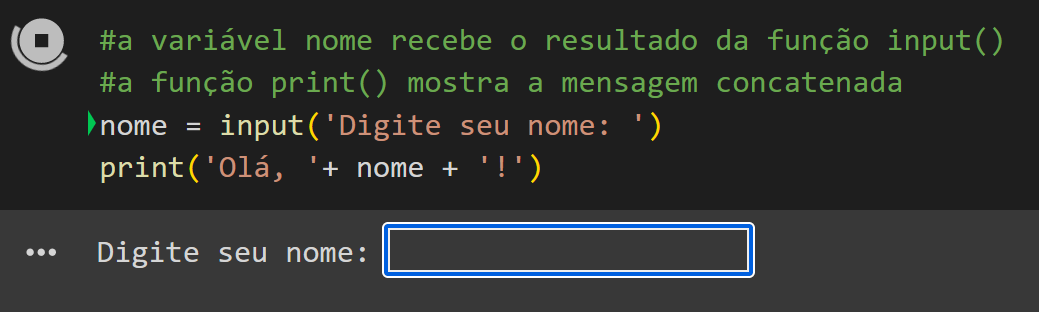 #a variável nome recebe o resultado da função input()
#a função print() mostra a mensagem concatenada
nome = input('Digite seu nome: ')
print('Olá, '+ nome + '!')
Digite seu nome: